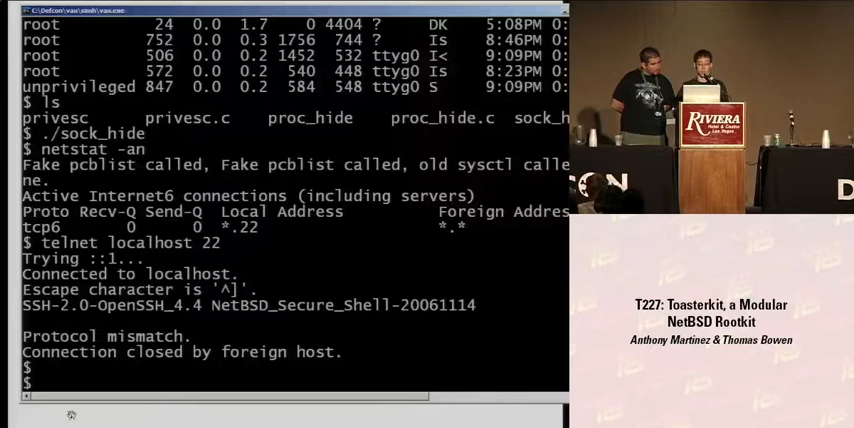 C:\Defcon\vax\simh\vax.exe
root 24 0.0 1.7 0 4404 ? DK 5:08PM 0:
root 752 0.0 0.3 1756 744 ? Is 8:46PM 0:
root 506 0.0 0.2 1452 532 ttyg0 I< 9:09PM 0:
root 572 0.0 0.2 540 448 ttyg0 Is 8:23PM 0:
unprivileged 847 0.0 0.2 584 548 ttyg0 S 9:09PM 0:
$ ls
privesc privesc.c proc_hide proc_hide.c sock_h
$ ./sock_hide
$ netstat -an
Fake pcblist called, Fake pcblist called, old sysctl calle
ne.
Active Internet6 connections (including servers)
Proto Recv-Q Send-Q Local Address Foreign Addres
tcp6 0 0 *.22 *.*
$ telnet localhost 22
Trying ::1...
Connected to localhost.
Escape character is '^]'.
SSH-2.0-OpenSSH_4.4 NetBSD_Secure_Shell-20061114
Protocol mismatch.
Connection closed by foreign host.
$
$
RIVIERA
Hotel & Casino
Las Vegas
CON
D
T227: Toasterkit, a Modular
NetBSD Rootkit
Anthony Martinez & Thomas Bowen